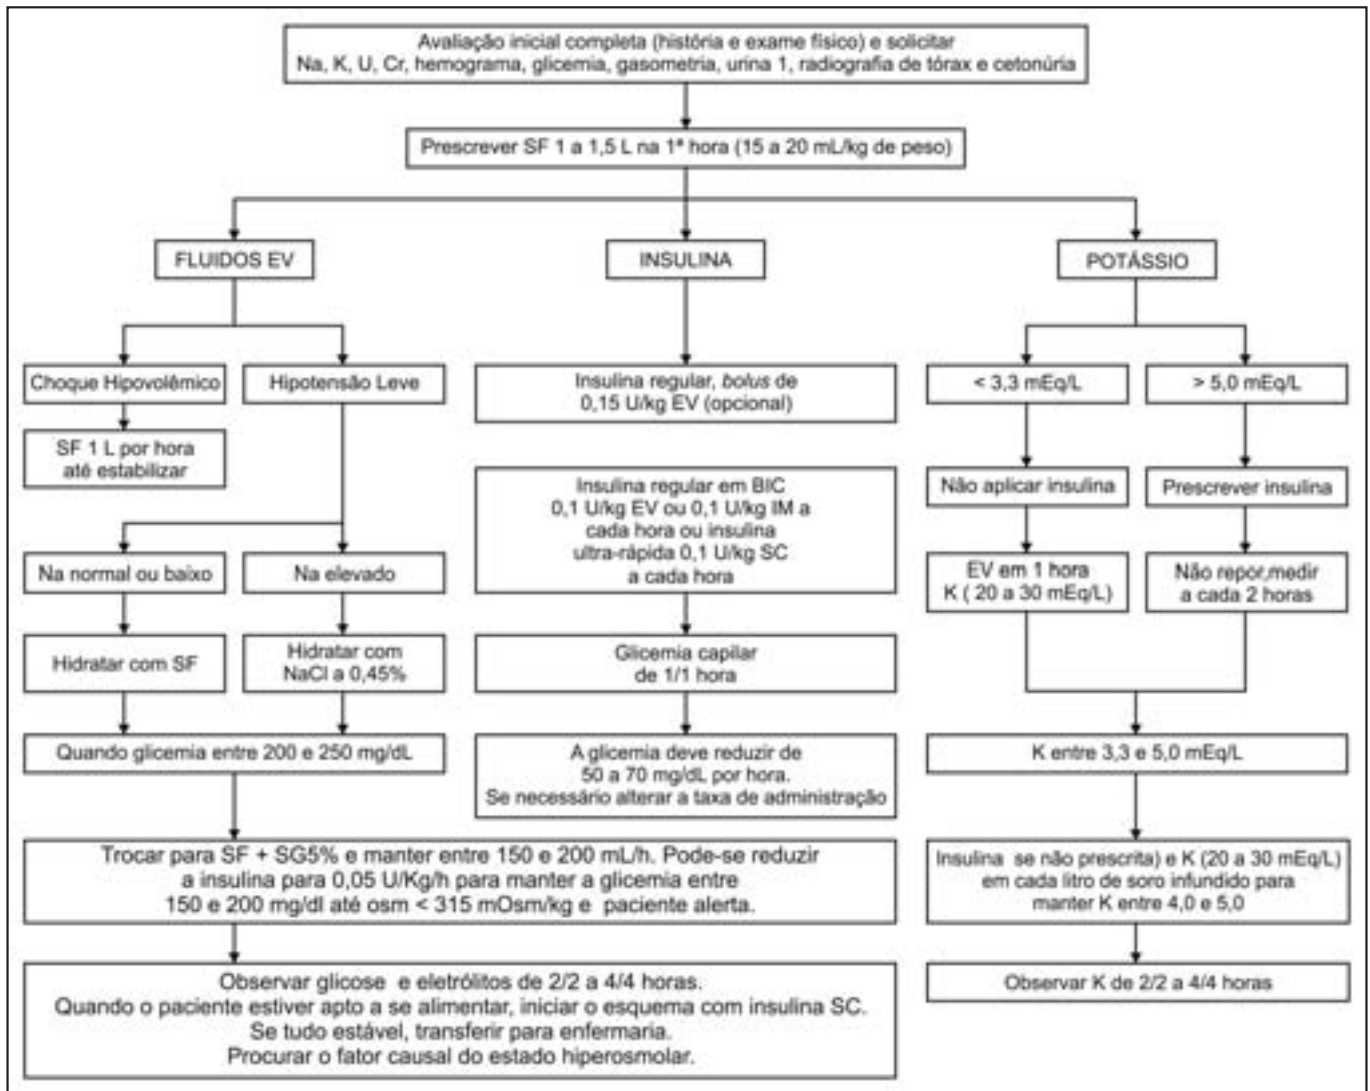 Avaliação inicial completa (história e exame físico) e solicitar
Na, K, U, Cr, hemograma, glicemia, gasometria, urina 1, radiografia de tórax e cetonúria
Prescrever SF 1 a 1,5 L na 1ª hora (15 a 20 mL/kg de peso)
FLUIDOS EV
Choque Hipovolêmico
SF 1 L por hora
até estabilizar
Hipotensão Leve
Na normal ou baixo
Hidratar com SF
Na elevado
Hidratar com
NaCl a 0,45%
Quando glicemia entre 200 e 250 mg/dL
Trocar para SF + SG5% e manter entre 150 e 200 mL/h. Pode-se reduzir
a insulina para 0,05 U/Kg/h para manter a glicemia entre
150 e 200 mg/dl até osm < 315 mOsm/kg e paciente alerta.
Observar glicose e eletrólitos de 2/2 a 4/4 horas.
Quando o paciente estiver apto a se alimentar, iniciar o esquema com insulina SC.
Se tudo estável, transferir para enfermaria.
Procurar o fator causal do estado hiperosmolar.
INSULINA
Insulina regular, bolus de
0,15 U/kg EV (opcional)
Insulina regular em BIC
0,1 U/kg EV ou 0,1 U/kg IM a
cada hora ou insulina
ultra-rápida 0,1 U/kg SC
a cada hora
Glicemia capilar
de 1/1 hora
A glicemia deve reduzir de
50 a 70 mg/dL por hora.
Se necessário alterar a taxa de administração
POTÁSSIO
< 3,3 mEq/L
Não aplicar insulina
EV em 1 hora
K ( 20 a 30 mEq/L)
> 5,0 mEq/L
Prescrever insulina
Não repor,medir
a cada 2 horas
K entre 3,3 e 5,0 mEq/L
Insulina se não prescrita) e K (20 a 30 mEq/L)
em cada litro de soro infundido para
manter K entre 4,0 e 5,0
Observar K de 2/2 a 4/4 horas